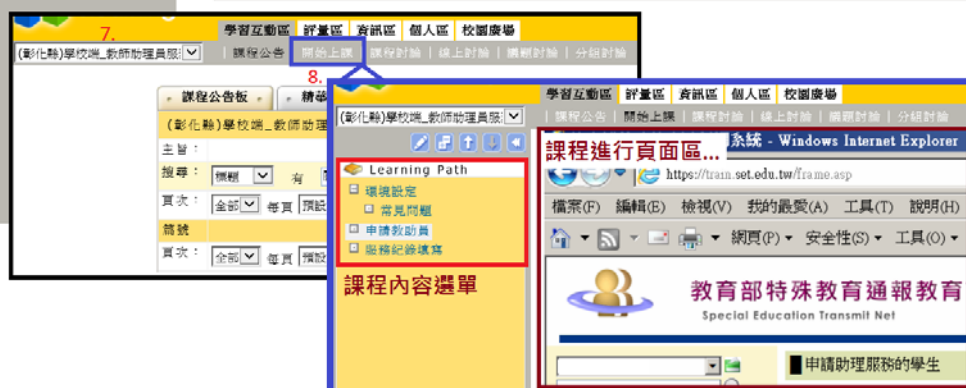 7.
學習互動區 評量區 資訊區 個人區 校園廣場
(彰化縣)學校端_教師助理員服
課程公告 | 開始上課 | 課程討論 | 線上討論 | 議題討論 | 分組討論
8.
課程公告板
精華
(彰化縣)學校端_教師助理
主旨：
搜尋： 標題 有
頁次： 全部 每頁 預設
篇號
頁次： 全部 每頁 預設
學習互動區 評量區 資訊區 個人區 校園廣場
(彰化縣)學校端_教師助理員服
課程公告 | 開始上課 | 課程討論 | 線上討論 | 議題討論 | 分組討論
Learning Path
環境設定
常見問題
申請教助員
服務紀錄填寫
課程內容選單
課程進行頁面區...
系統 - Windows Internet Explorer
https://train.set.edu.tw/frame.asp
檔案(F) 編輯(E) 檢視(V) 我的最愛(A) 工具(T) 說明(H)
網頁(P) 安全性(S) 工具(O)
教育部特殊教育通報教育
Special Education Transmit Net
申請助理服務的學生